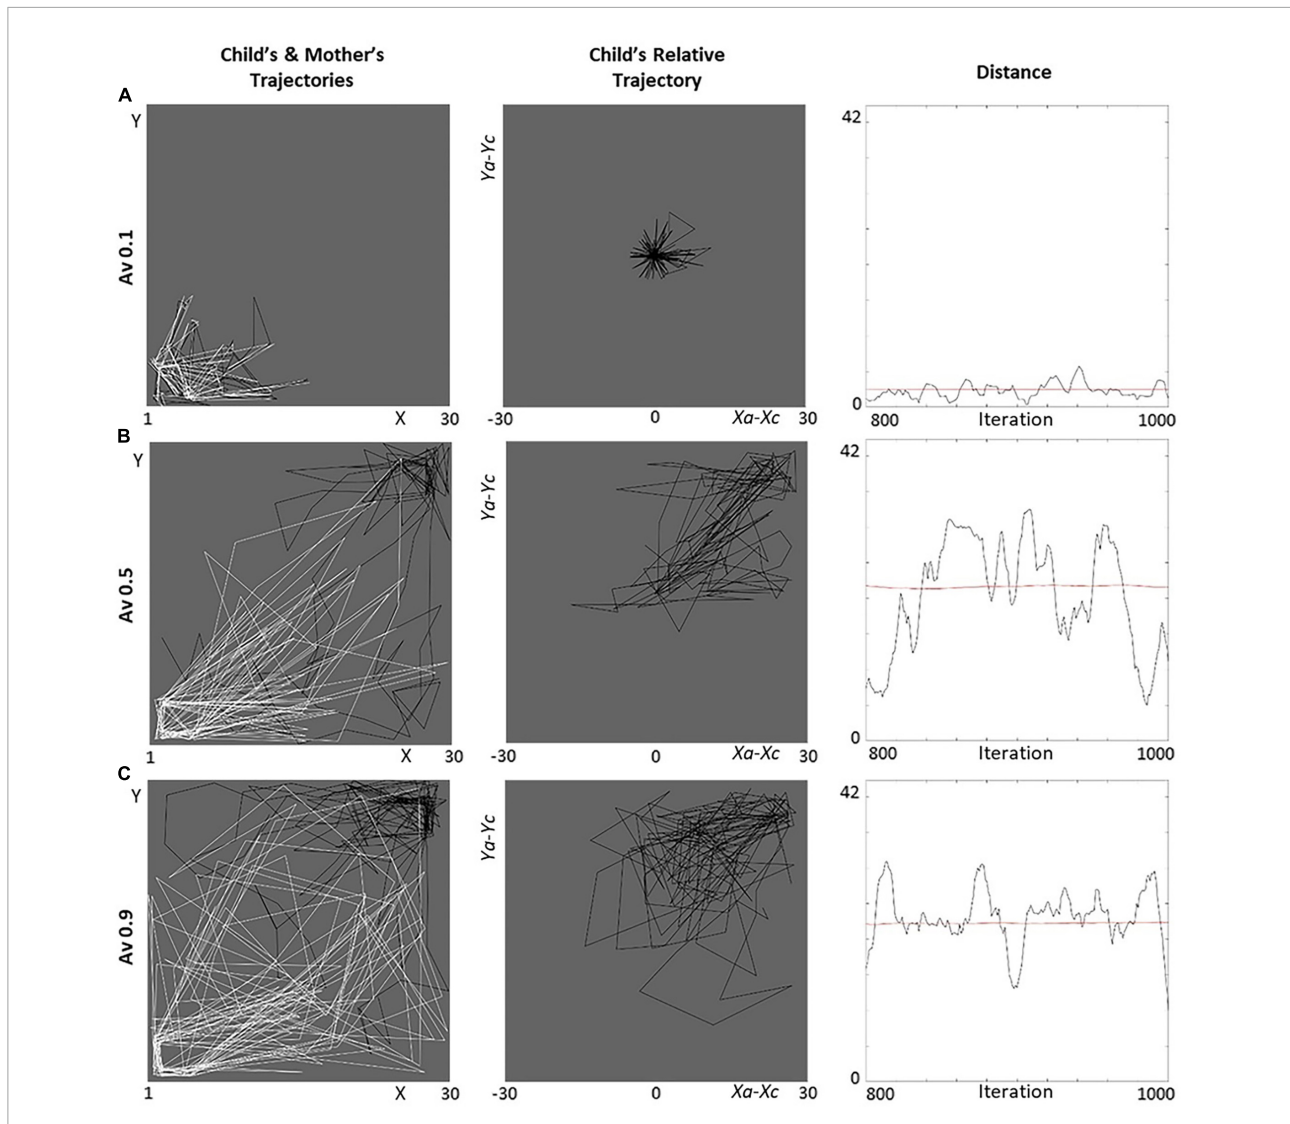 Child's & Mother's
Trajectories
Child's Relative
Trajectory
Distance
A
Y
Av 0.1
1
X
30
Ya-Yc
-30
0
Xa-Xc
30
42
0
800
Iteration
1000
B
Y
Av 0.5
1
X
30
Ya-Yc
-30
0
Xa-Xc
30
42
0
800
Iteration
1000
C
Y
Av 0.9
1
X
30
Ya-Yc
-30
0
Xa-Xc
30
42
0
800
Iteration
1000